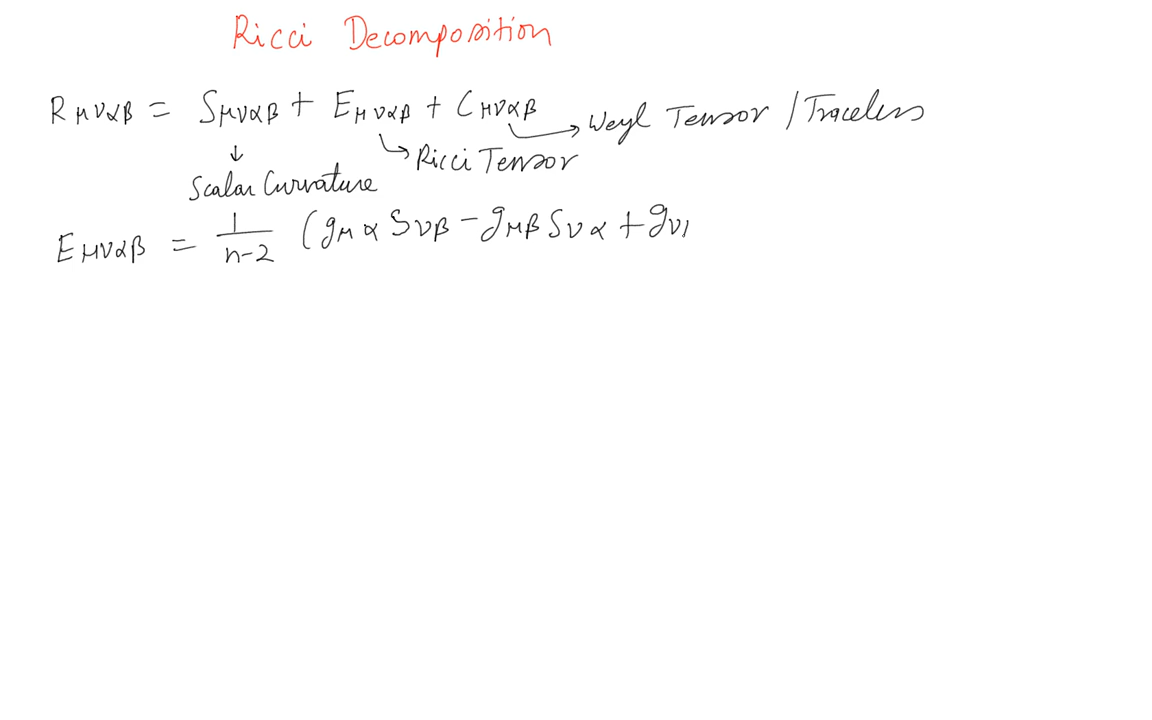 Ricci Decomposition
Rμναβ = Sμναβ + Eμναβ + Cμναβ → Weyl Tensor / Traceless
↓ ↳ Ricci Tensor
Scalar Curvature
Eμναβ = 1/(n-2) (gμα Sνβ - gμβ Sνα + gν